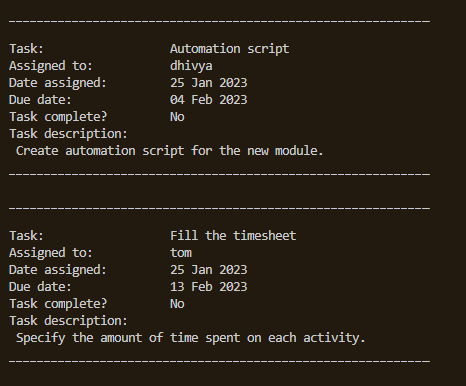 Task: Automation script
Assigned to: dhivya
Date assigned: 25 Jan 2023
Due date: 04 Feb 2023
Task complete? No
Task description:
Create automation script for the new module.
Task: Fill the timesheet
Assigned to: tom
Date assigned: 25 Jan 2023
Due date: 13 Feb 2023
Task complete? No
Task description:
Specify the amount of time spent on each activity.